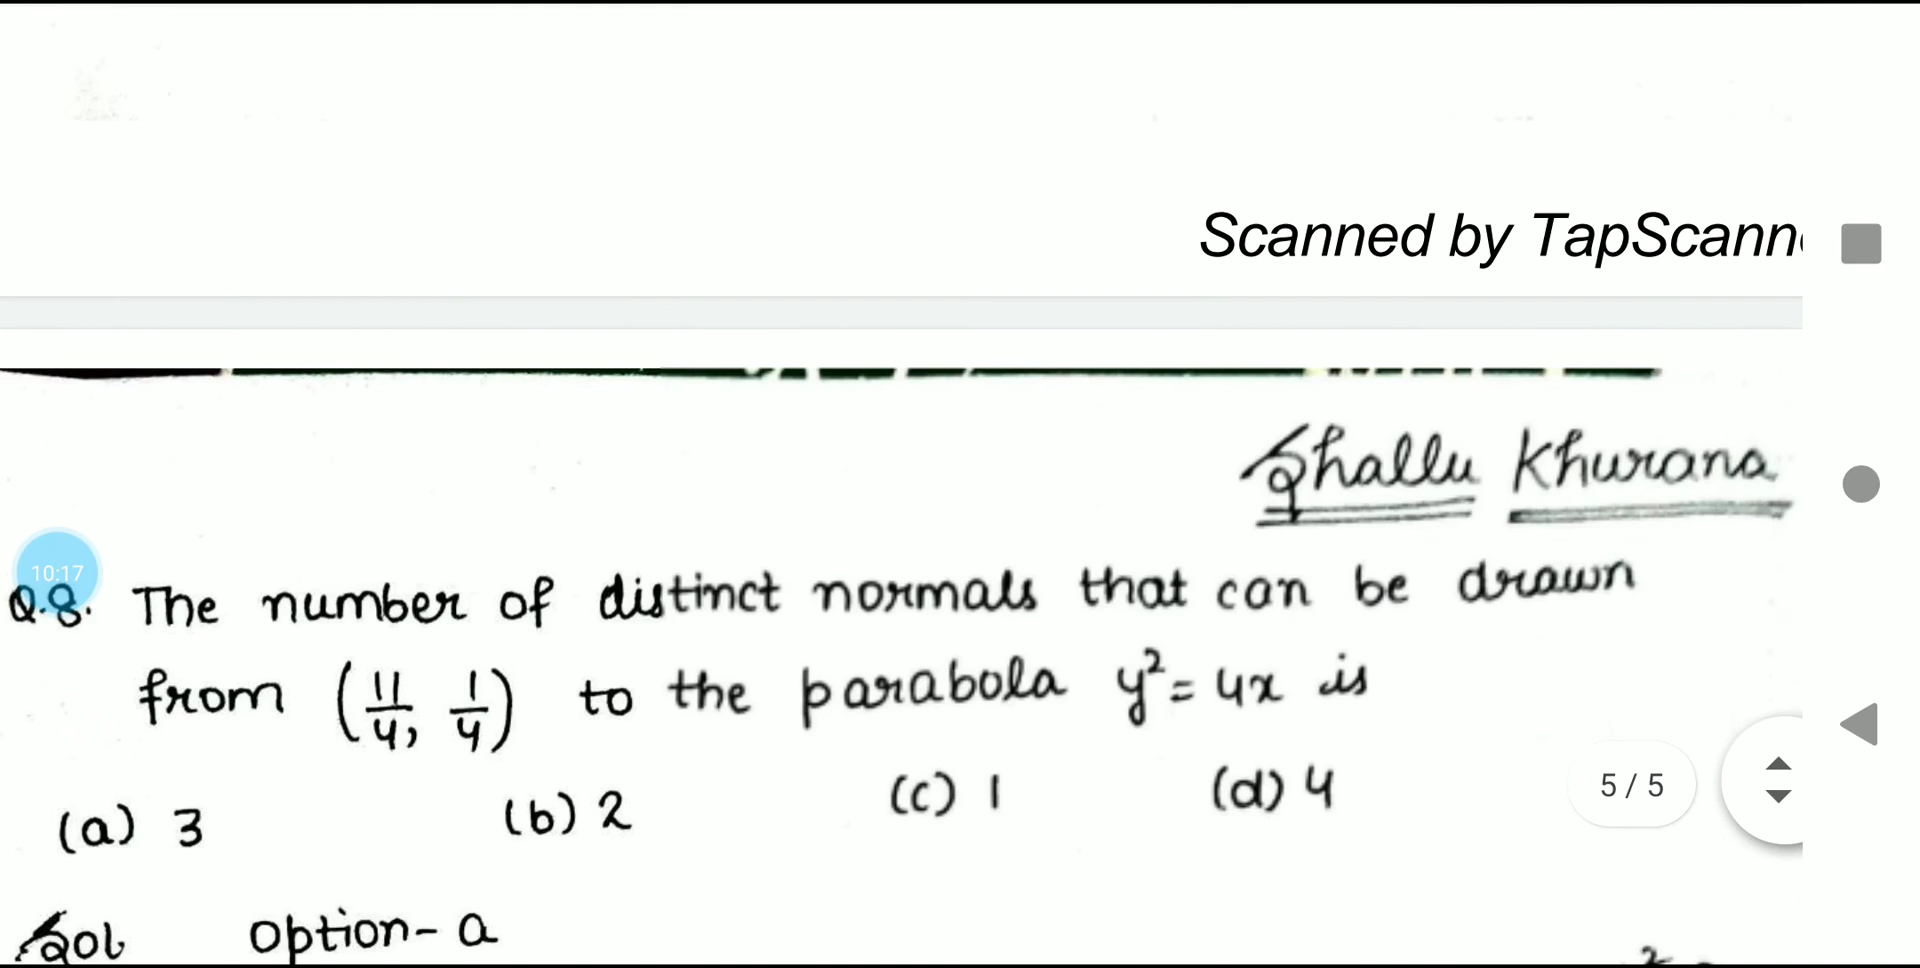 Scanned by TapScann
Shallu Khurana
10:17
Q.8. The number of distinct normals that can be drawn
from (11/4, 1/4) to the parabola y²= 4x is
(a) 3 (b) 2 (c) 1 (d) 4
5 / 5
Sol Option- a